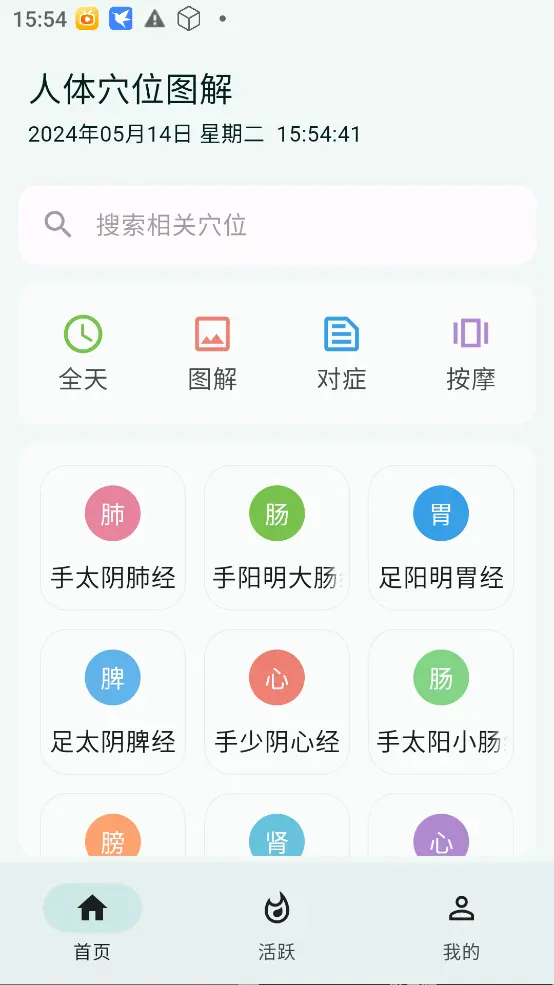 15:54
人体穴位图解
2024年05月14日 星期二 15:54:41
搜索相关穴位
全天 图解 对症 按摩
肺 肠 胃
手太阴肺经 手阳明大肠 足阳明胃经
脾 心 肠
足太阴脾经 手少阴心经 手太阳小肠
膀 肾 心
首页 活跃 我的